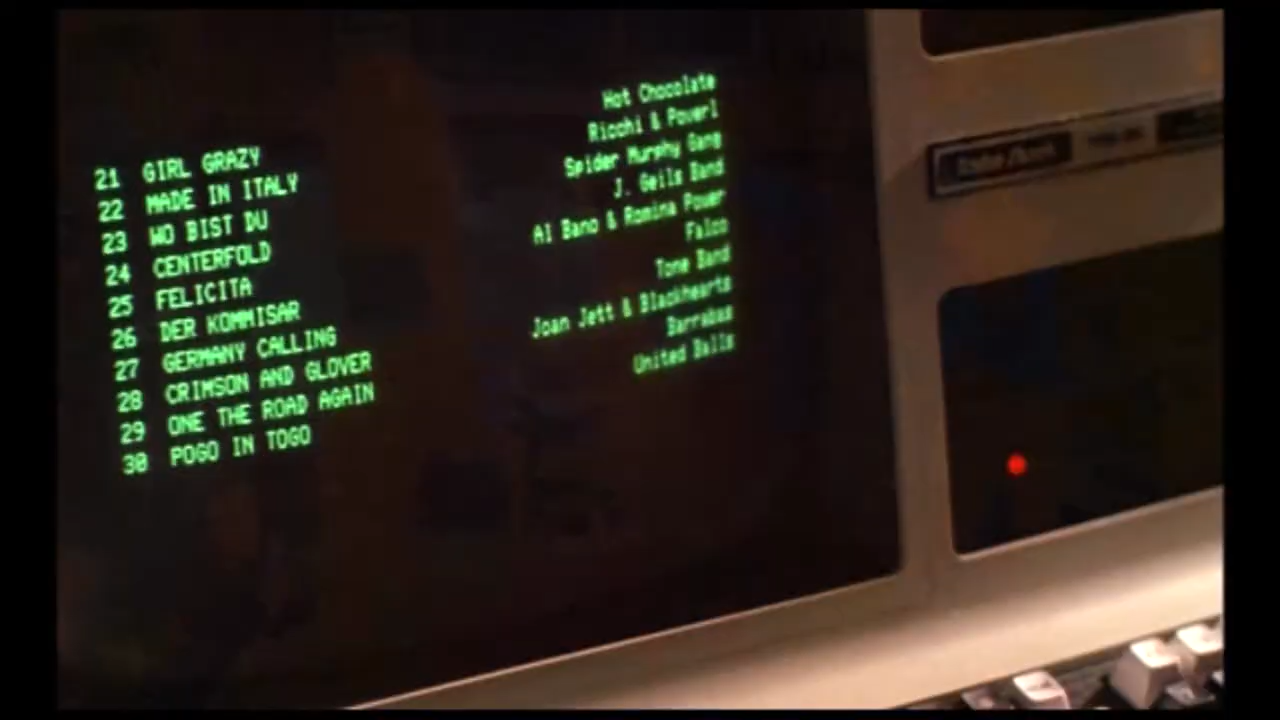 21 GIRL GRAZY Hot Chocolate
22 MADE IN ITALY Ricchi & Poverl
23 WO BIST DU Spider Murphy Gang
24 CENTERFOLD J. Geils Band
25 FELICITA Al Bano & Romina Power
26 DER KOMMISAR Falco
27 GERMANY CALLING Tone Band
28 CRIMSON AND GLOVER Joan Jett & Blackhearts
29 ONE THE ROAD AGAIN Barrabas
30 POGO IN TOGO United Balls